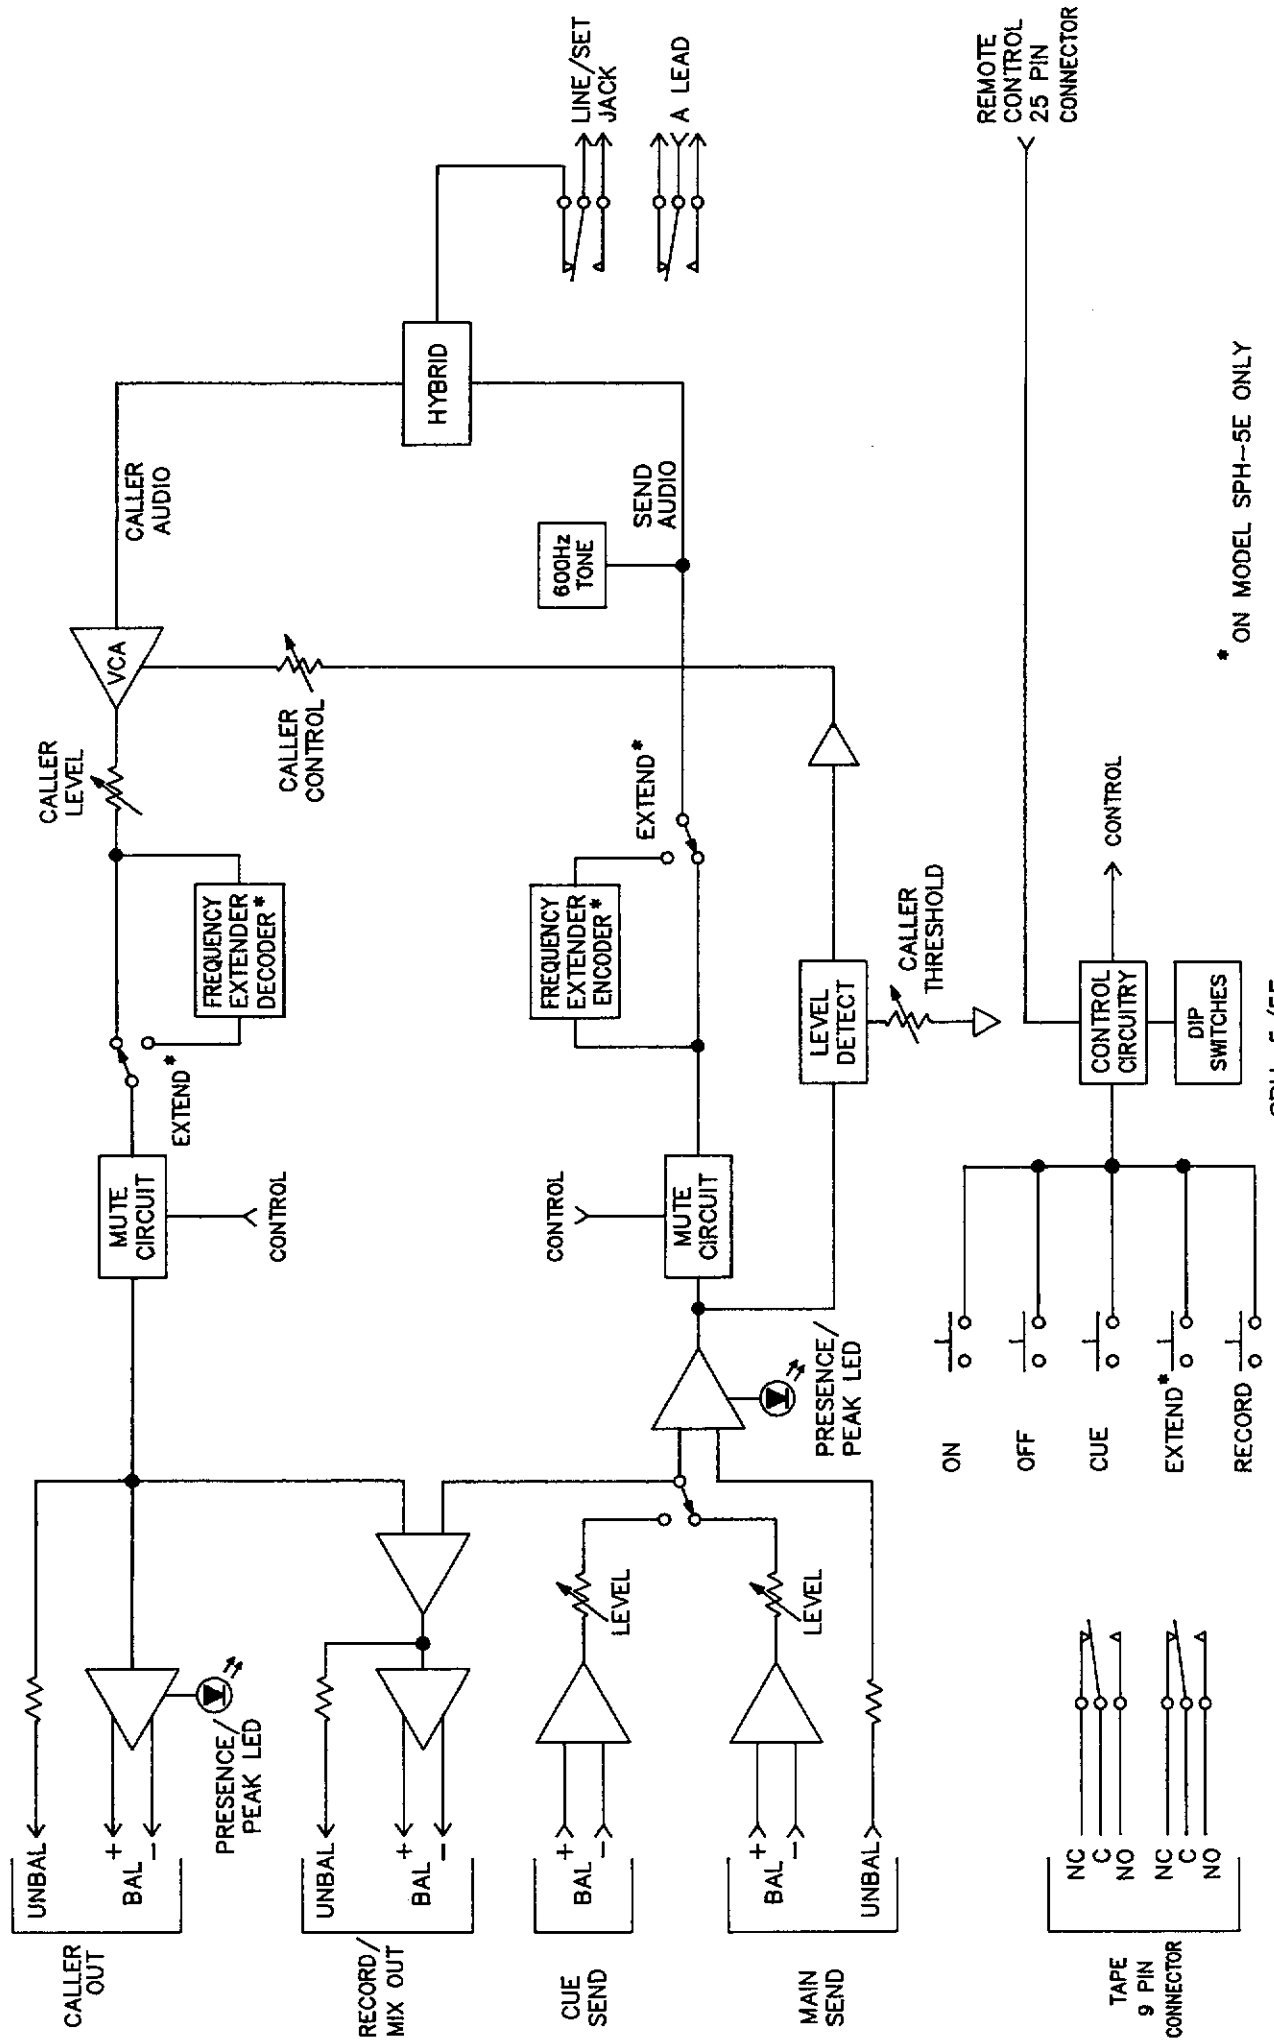 CALLER
OUT
UNBAL
BAL + -
PRESENCE/
PEAK LED
MUTE
CIRCUIT
CONTROL
EXTEND*
FREQUENCY
EXTENDER
DECODER*
CALLER
LEVEL
VCA
CALLER
CONTROL
CALLER
AUDIO
HYBRID
LINE/SET
JACK
A LEAD
RECORD/
MIX OUT
UNBAL
BAL + -
CUE
SEND
BAL + -
LEVEL
MAIN
SEND
BAL + -
UNBAL
LEVEL
PRESENCE/
PEAK LED
CONTROL
MUTE
CIRCUIT
FREQUENCY
EXTENDER
ENCODER*
EXTEND*
600Hz
TONE
SEND
AUDIO
LEVEL
DETECT
CALLER
THRESHOLD
TAPE
9 PIN
CONNECTOR
NC
C
NO
NC
C
NO
ON
OFF
CUE
EXTEND*
RECORD
CONTROL
CIRCUITRY
DIP
SWITCHES
CONTROL
REMOTE
CONTROL
25 PIN
CONNECTOR
* ON MODEL SPH-5E ONLY